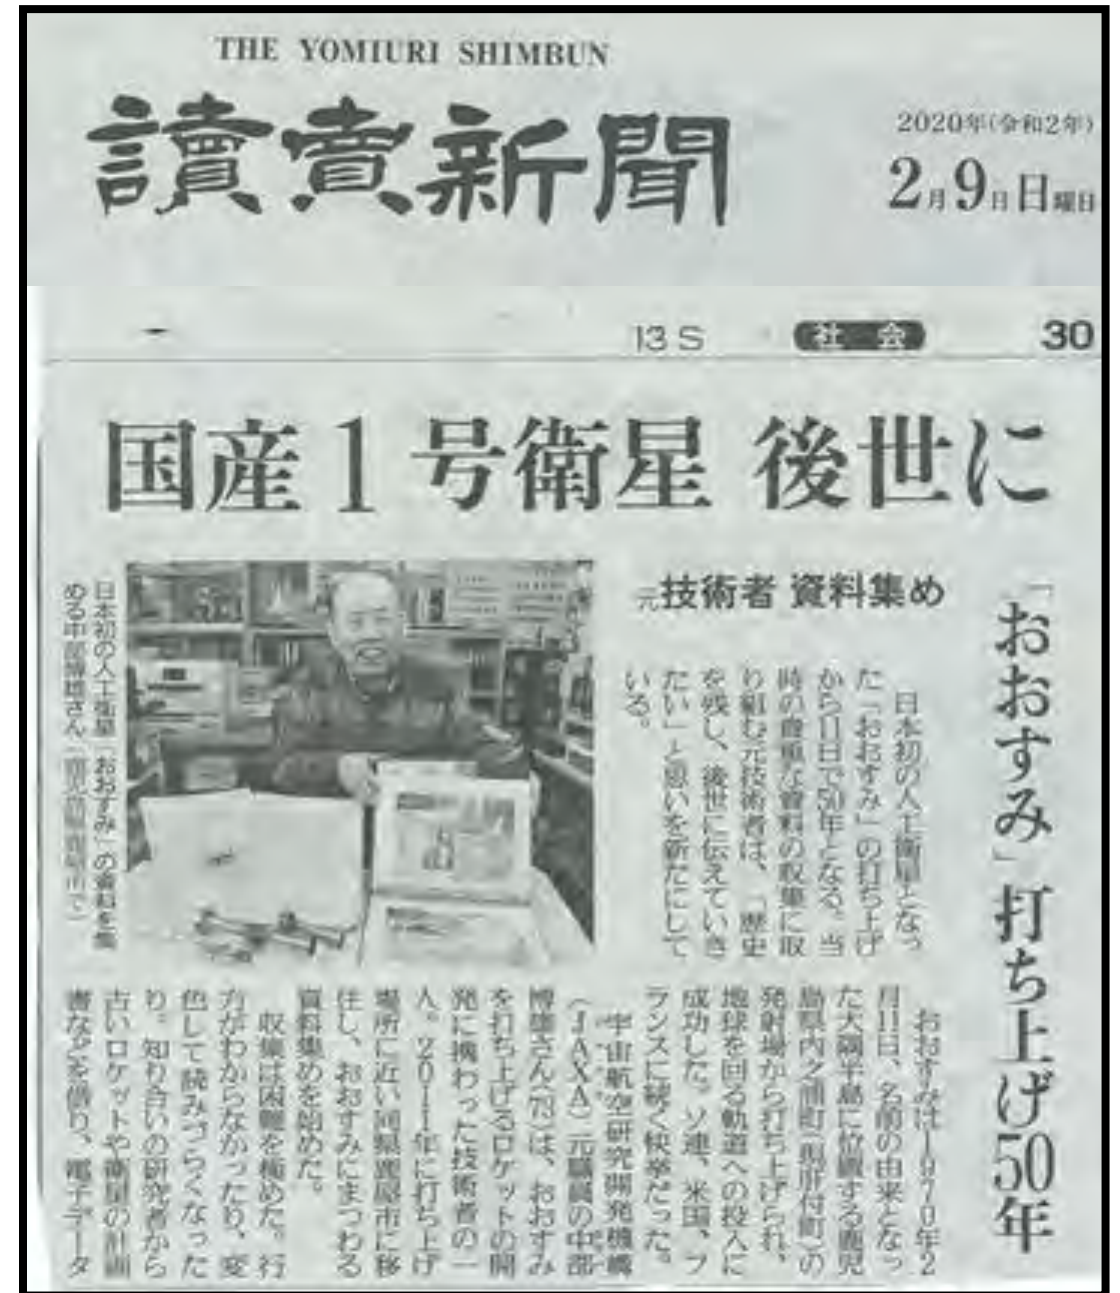 THE YOMIURI SHIMBUN
讀賣新聞
2020年(令和2年)
2月9日日曜日
13S
社会
30
国産1号衛星 後世に
「おおすみ」打ち上げ50年
元技術者 資料集め
日本初の人工衛星となっ
た「おおすみ」の打ち上げ
から11日で50年となる。当
時の貴重な資料の収集に取
り組む元技術者は、「歴史
を残し、後世に伝えていき
たい」と思いを新たにして
いる。
日本初の人工衛星「おおすみ」の資料を集
める中部博雄さん(鹿児島県鹿屋市で)
おおすみは1970年2
月11日、名前の由来となっ
た大隅半島に位置する鹿児
島県内之浦町(現肝付町)の
発射場から打ち上げられ、
地球を回る軌道への投入に
成功した。ソ連、米国、フ
ランスに続く快挙だった。
宇宙航空研究開発機構
(JAXA)元職員の中部
博雄さん(73)は、おおすみ
を打ち上げるロケットの開
発に携わった技術者の一
人。2011年に打ち上げ
場所に近い同県鹿屋市に移
住し、おおすみにまつわる
資料集めを始めた。
収集は困難を極めた。行
方がわからなかったり、変
色して読みづらくなった
り。知り合いの研究者から
古いロケットや衛星の計画
書などを借り、電子データ